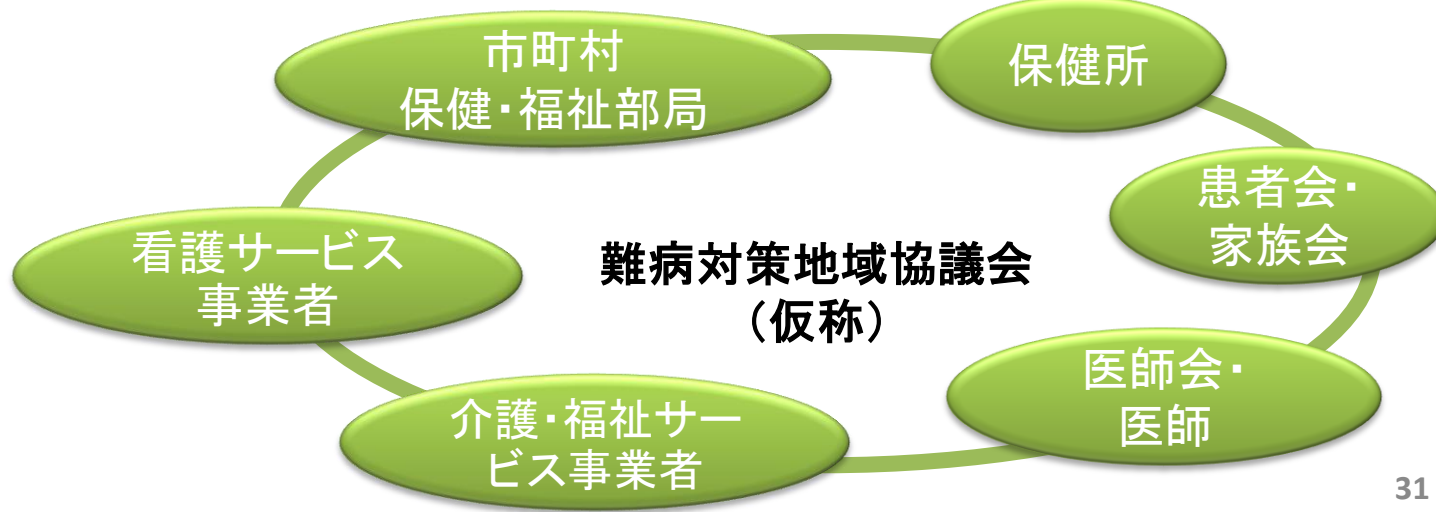 市町村
保健・福祉部局
保健所
患者会・
家族会
看護サービス
事業者
難病対策地域協議会
（仮称）
医師会・
医師
介護・福祉サー
ビス事業者
31